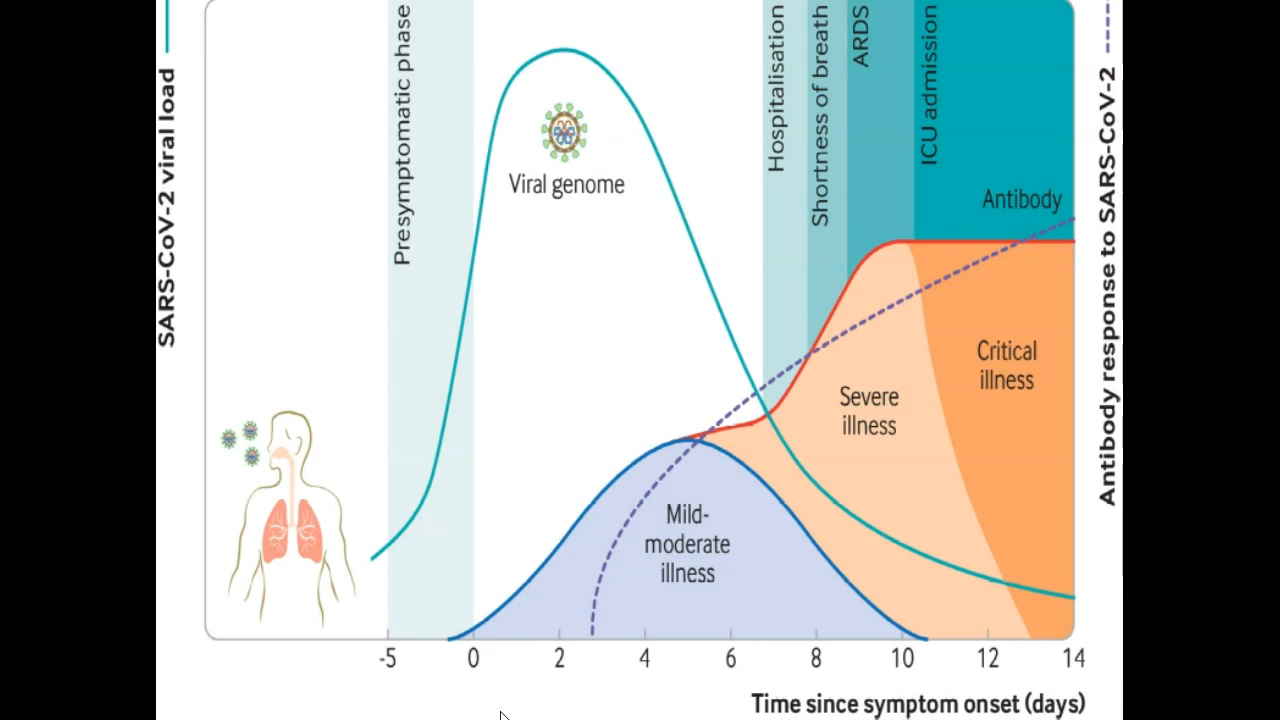 SARS-CoV-2 viral load
Presymptomatic phase
Viral genome
Hospitalisation
Shortness of breath
ARDS
ICU admission
Antibody
Antibody response to SARS-CoV-2
Critical
illness
Severe
illness
Mild-
moderate
illness
-5 0 2 4 6 8 10 12 14
Time since symptom onset (days)